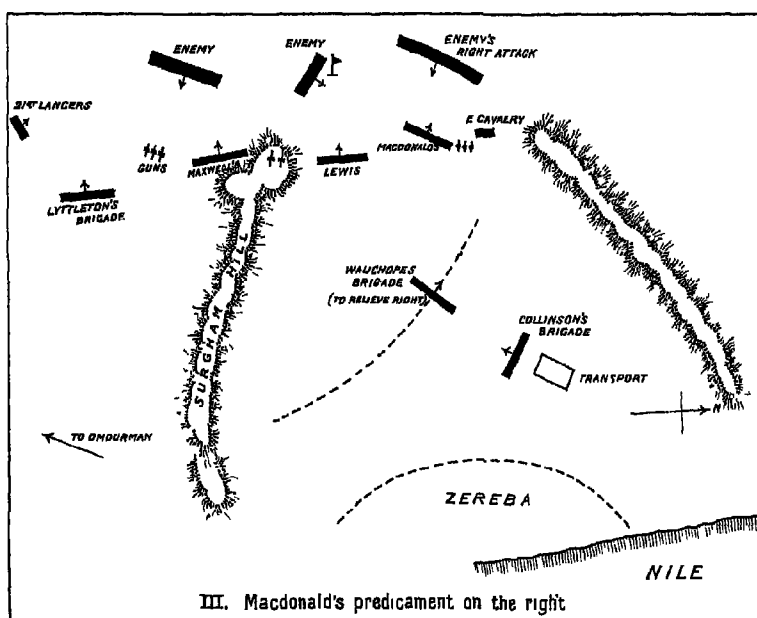 ENEMY
ENEMY
ENEMY'S
RIGHT ATTACK
21ST LANCERS
E CAVALRY
MACDONALD'S
GUNS
MAXWELL'S
LEWIS
LYTTLETON'S
BRIGADE
SURGHAM HILL
WAUCHOPES
BRIGADE
(TO RELIEVE RIGHT)
COLLINSON'S
BRIGADE
TRANSPORT
N
TO OMDURMAN
ZEREBA
NILE
III. Macdonald's predicament on the right